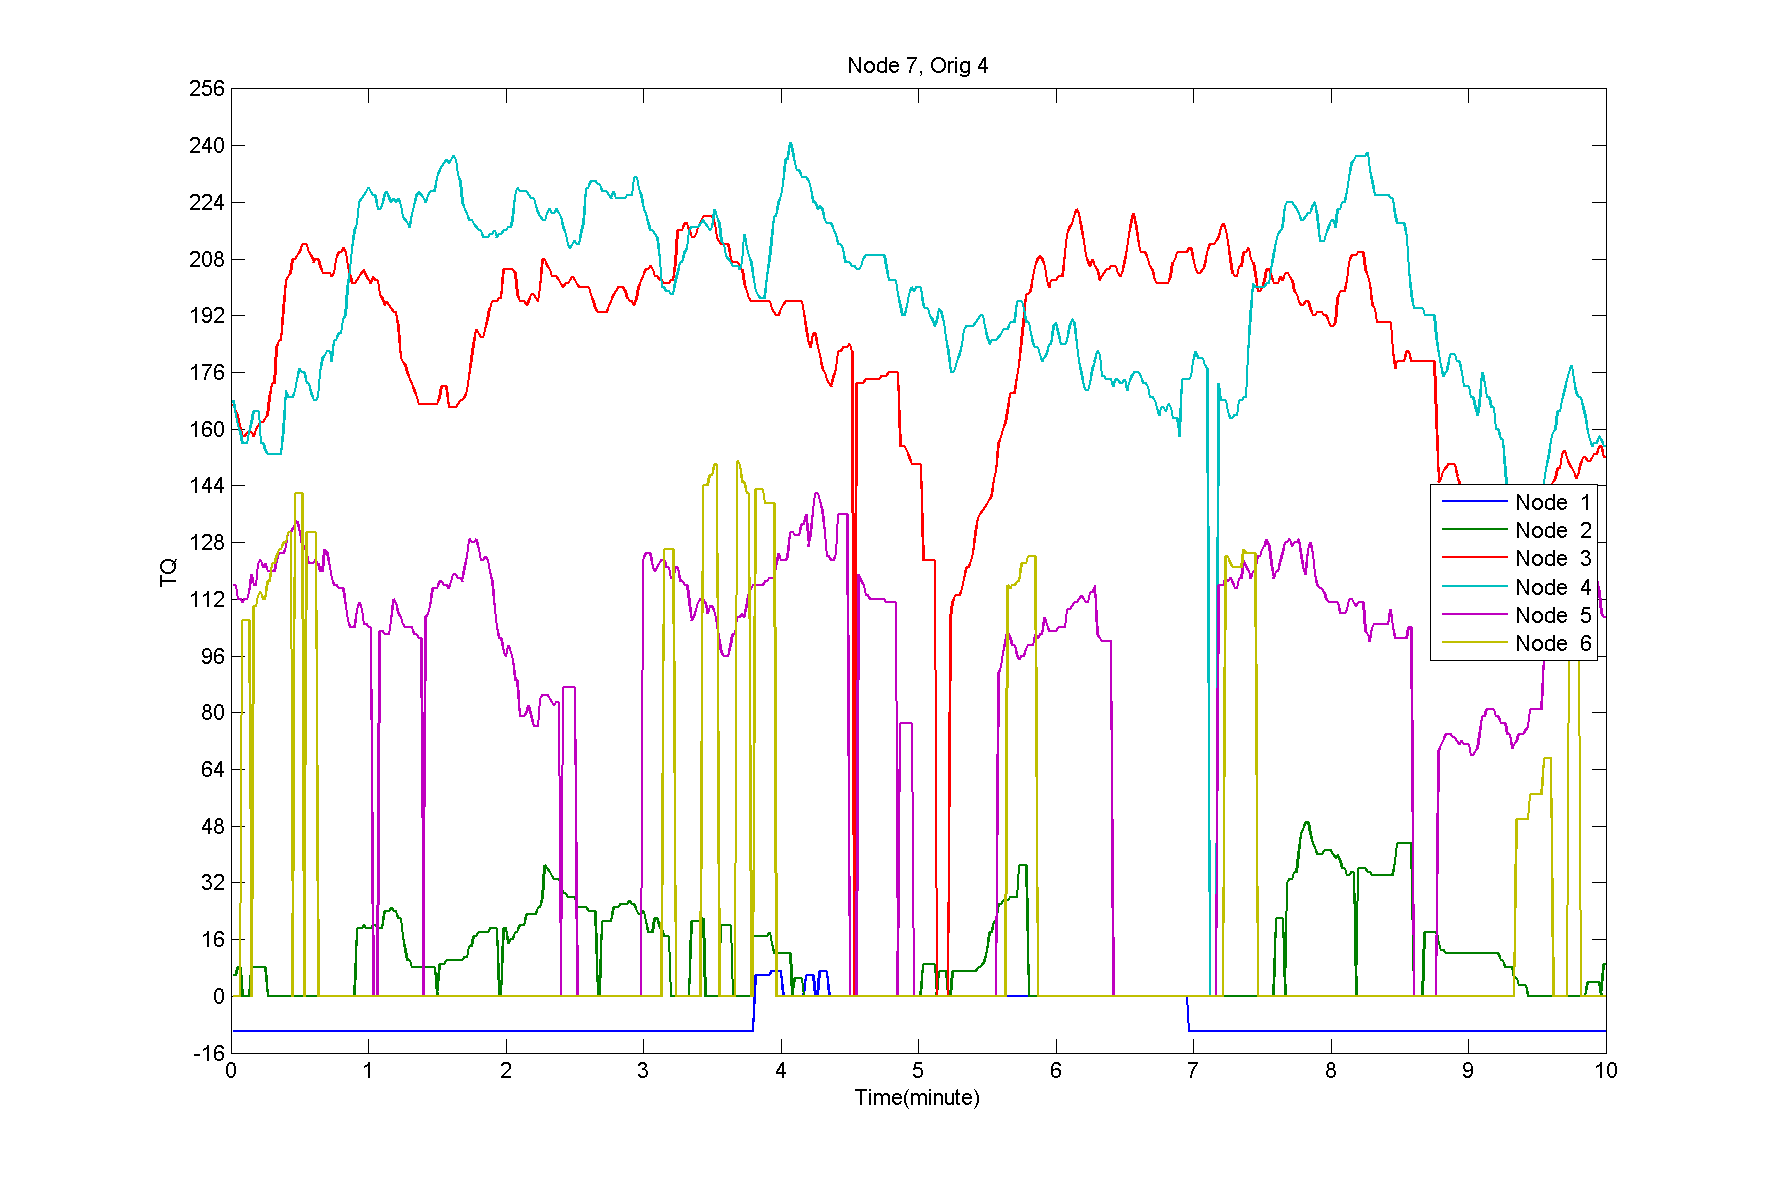 Node 7, Orig 4
256
240
224
208
192
176
160
144
128
112
96
80
64
48
32
16
0
-16
TQ
Node 1
Node 2
Node 3
Node 4
Node 5
Node 6
0 1 2 3 4 5 6 7 8 9 10
Time(minute)